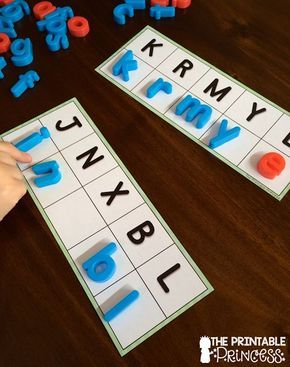 K R M Y E
k r m y e
J N X B L
j n b l
THE PRINTABLE
PRINCESS